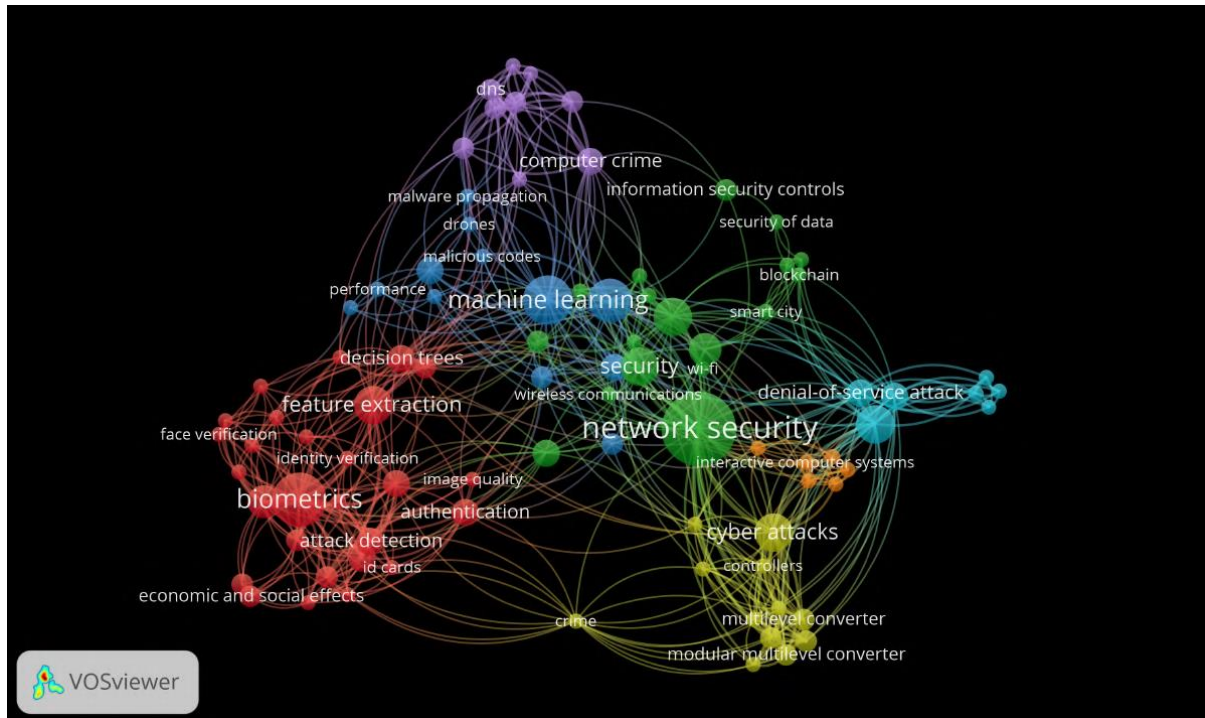 dns
computer crime
information security controls
malware propagation
security of data
drones
malicious codes
blockchain
performance
machine learning
smart city
decision trees
security
wi-fi
denial-of-service attack
wireless communications
feature extraction
network security
face verification
identity verification
interactive computer systems
image quality
biometrics
authentication
cyber attacks
attack detection
id cards
controllers
economic and social effects
crime
multilevel converter
modular multilevel converter
VOSviewer